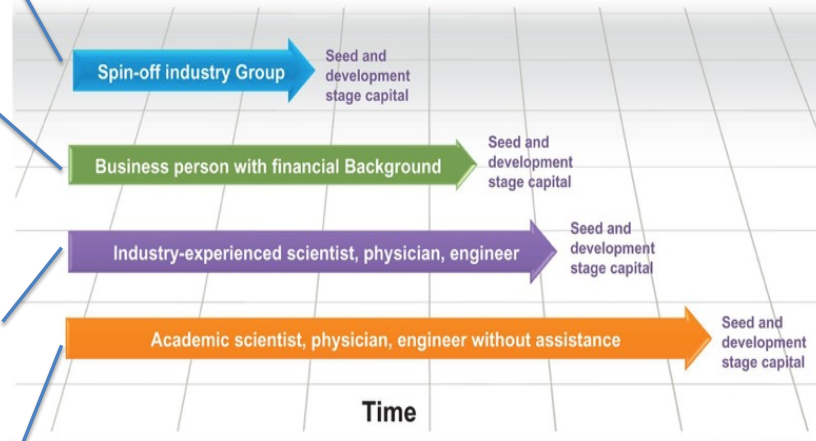 Spin-off industry Group
Seed and
development
stage capital
Business person with financial Background
Seed and
development
stage capital
Industry-experienced scientist, physician, engineer
Seed and
development
stage capital
Academic scientist, physician, engineer without assistance
Seed and
development
stage capital
Time